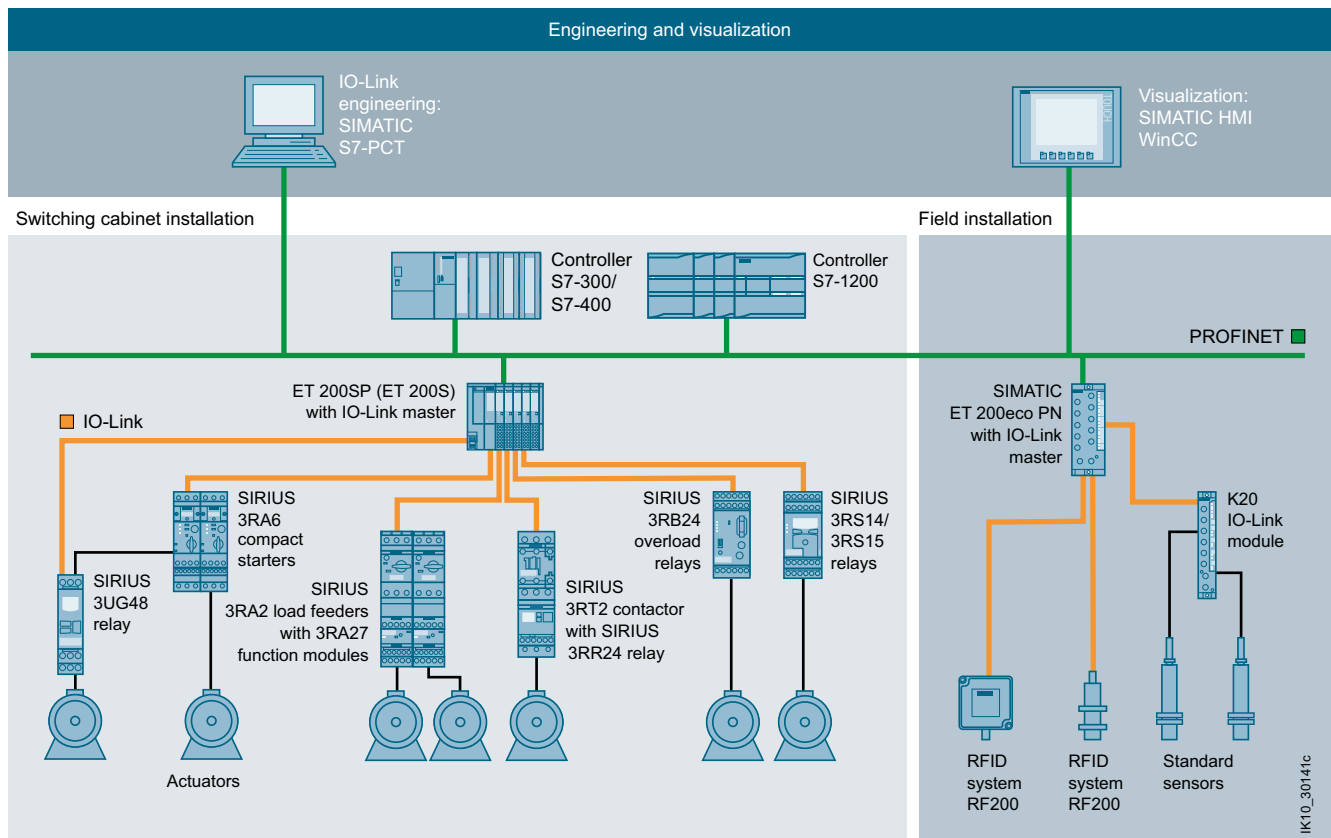 Engineering and visualization
IO-Link
engineering:
SIMATIC
S7-PCT
TOUCH
Visualization:
SIMATIC HMI
WinCC
Switching cabinet installation
Field installation
Controller
S7-300/
S7-400
Controller
S7-1200
PROFINET
ET 200SP (ET 200S)
with IO-Link master
SIMATIC
ET 200eco PN
with IO-Link
master
IO-Link
SIRIUS
3RA6
compact
starters
SIRIUS
3RB24
overload
relays
SIRIUS
3RS14/
3RS15
relays
K20
IO-Link
module
SIRIUS
3UG48
relay
SIRIUS
3RA2 load feeders
with 3RA27
function modules
SIRIUS
3RT2 contactor
with SIRIUS
3RR24 relay
Actuators
RFID
system
RF200
RFID
system
RF200
Standard
sensors
IK10_30141c